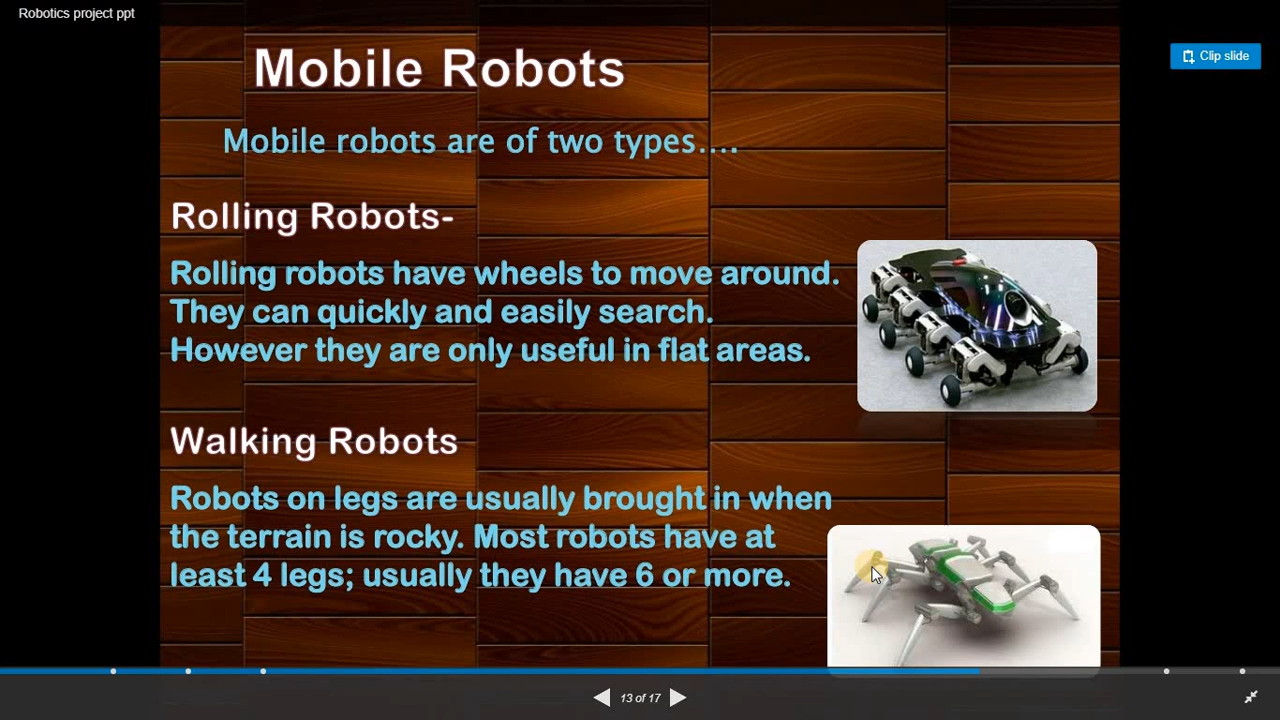 Robotics project ppt
Clip slide
Mobile Robots
Mobile robots are of two types....
Rolling Robots-
Rolling robots have wheels to move around.
They can quickly and easily search.
However they are only useful in flat areas.
Walking Robots
Robots on legs are usually brought in when
the terrain is rocky. Most robots have at
least 4 legs; usually they have 6 or more.
13 of 17